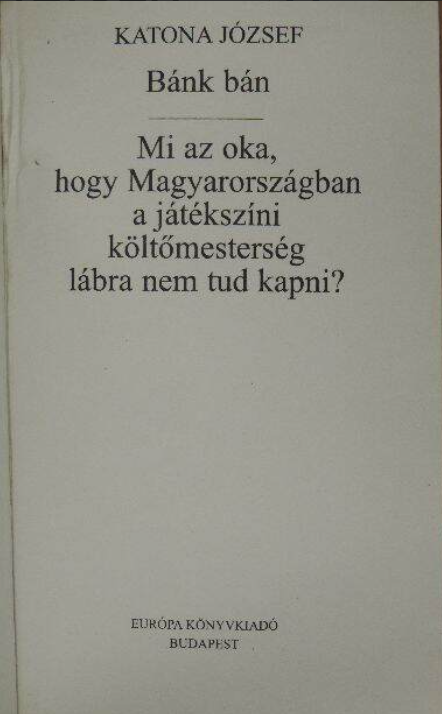 KATONA JÓZSEF
Bánk bán
Mi az oka,
hogy Magyarországban
a játékszíni
költőmesterség
lábra nem tud kapni?
EURÓPA KÖNYVKIADÓ
BUDAPEST